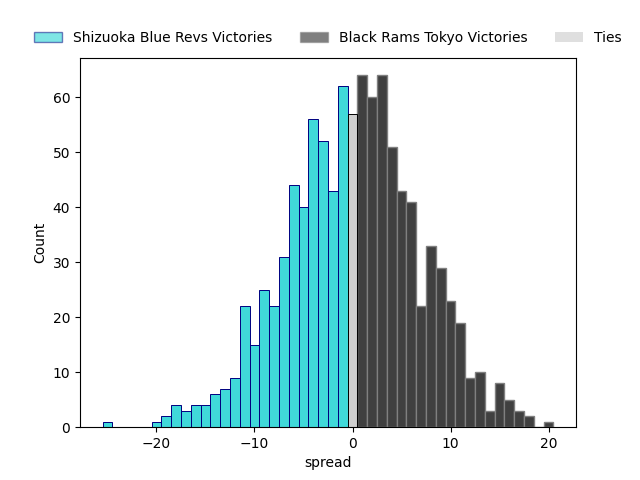 Shizuoka Blue Revs Victories Black Rams Tokyo Victories Ties
60
50
40
30
20
10
0
Count
−20 −10 0 10 20
spread